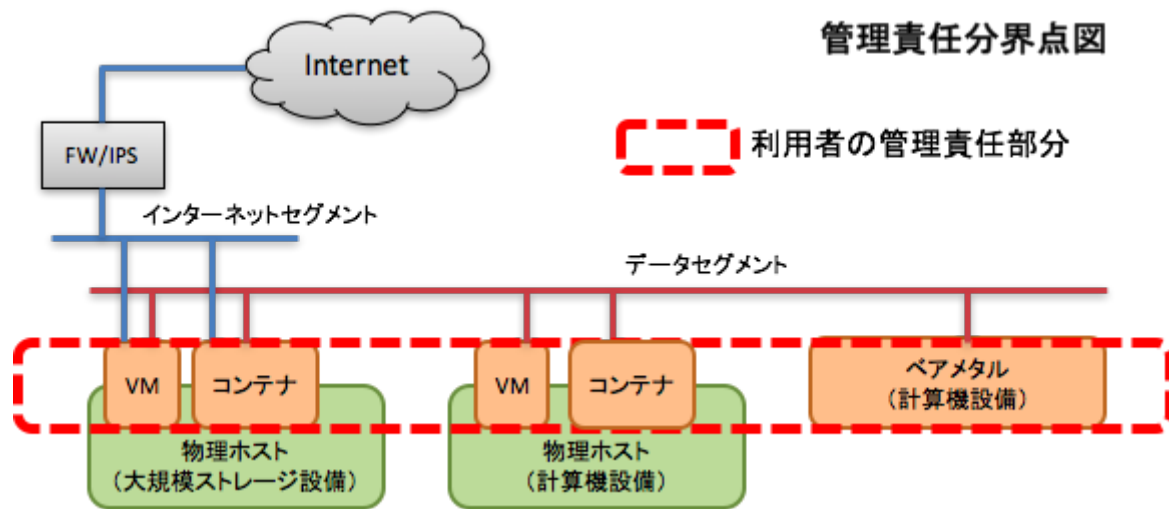 管理責任分界点図
Internet
利用者の管理責任部分
FW/IPS
インターネットセグメント
データセグメント
VM
コンテナ
VM
コンテナ
ベアメタル
(計算機設備)
物理ホスト
(大規模ストレージ設備)
物理ホスト
(計算機設備)